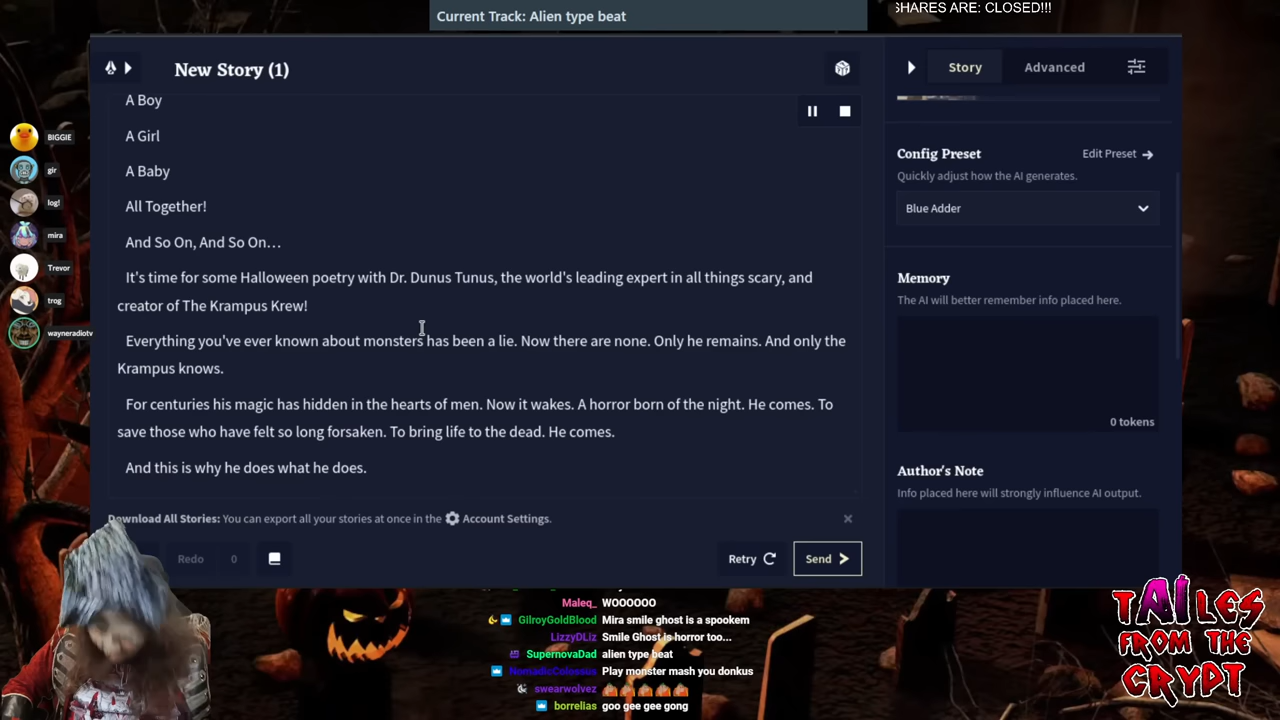 Current Track: Alien type beat
SHARES ARE: CLOSED!!!
New Story (1)
Story
Advanced
A Boy
A Girl
A Baby
All Together!
And So On, And So On…
It's time for some Halloween poetry with Dr. Dunus Tunus, the world's leading expert in all things scary, and
creator of The Krampus Krew!
Everything you've ever known about monsters has been a lie. Now there are none. Only he remains. And only the
Krampus knows.
For centuries his magic has hidden in the hearts of men. Now it wakes. A horror born of the night. He comes. To
save those who have felt so long forsaken. To bring life to the dead. He comes.
And this is why he does what he does.
Download All Stories: You can export all your stories at once in the Account Settings.
Redo 0
Retry
Send
Config Preset
Edit Preset
Quickly adjust how the AI generates.
Blue Adder
Memory
The AI will better remember info placed here.
0 tokens
Author's Note
Info placed here will strongly influence AI output.
BIGGIE
gir
log!
mira
Trevor
trog
wayneradiotv
Maleq_ WOOOOOO
GilroyGoldBlood Mira smile ghost is a spookem
LizzyDLiz Smile Ghost is horror too...
SupernovaDad alien type beat
NomadicColossus Play monster mash you donkus
swearwolvez
borrelias goo gee gee gong
TAILES
FROM THE
CRYPT